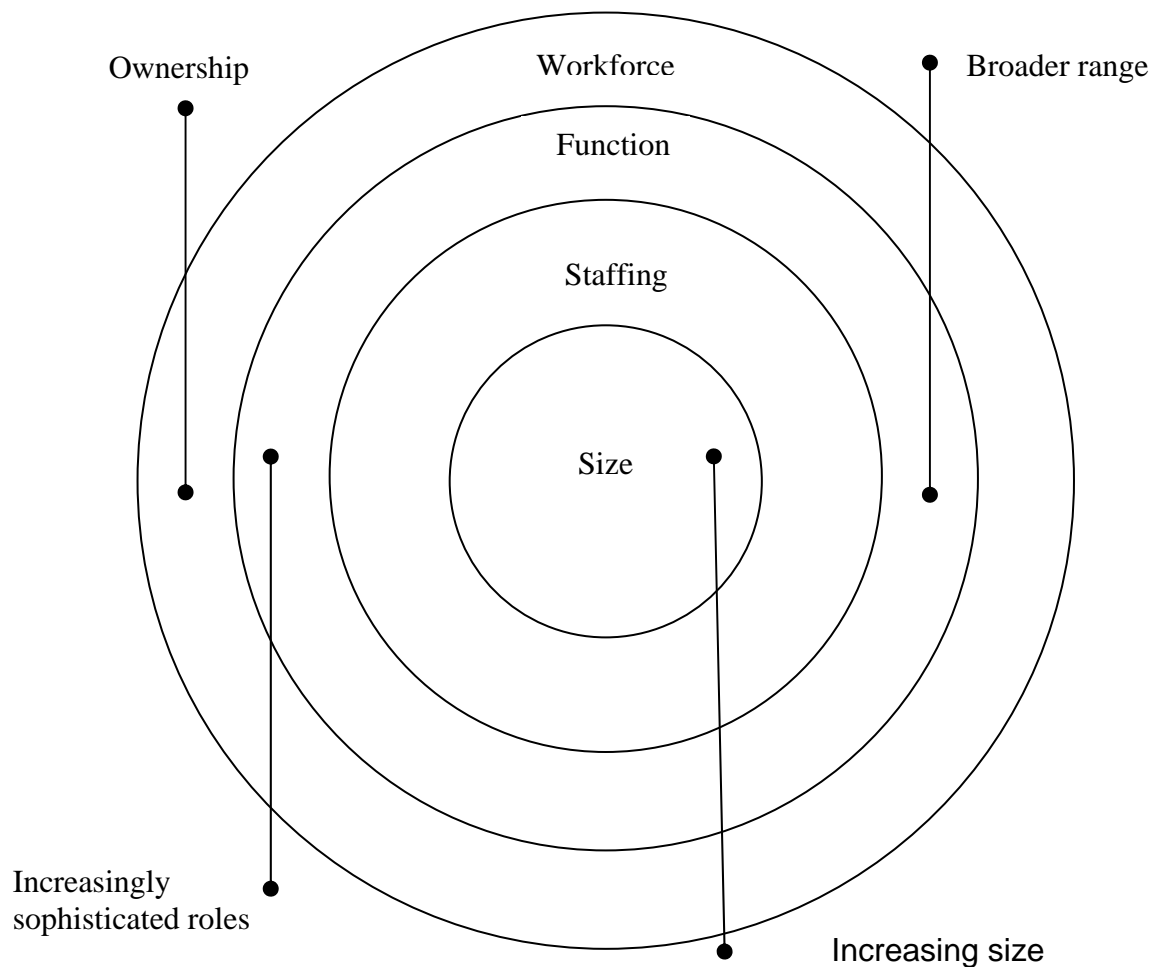 Ownership
Workforce
Broader range
Function
Staffing
Size
Increasingly
sophisticated roles
Increasing size